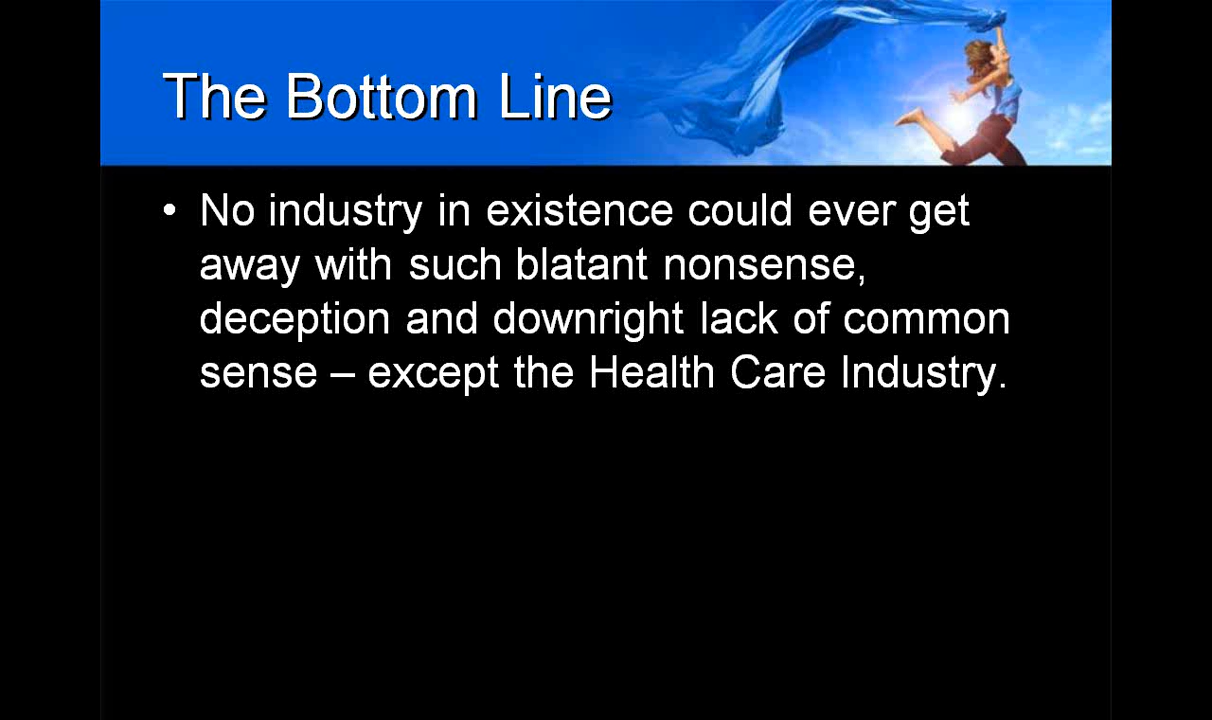 The Bottom Line
• No industry in existence could ever get
away with such blatant nonsense,
deception and downright lack of common
sense – except the Health Care Industry.